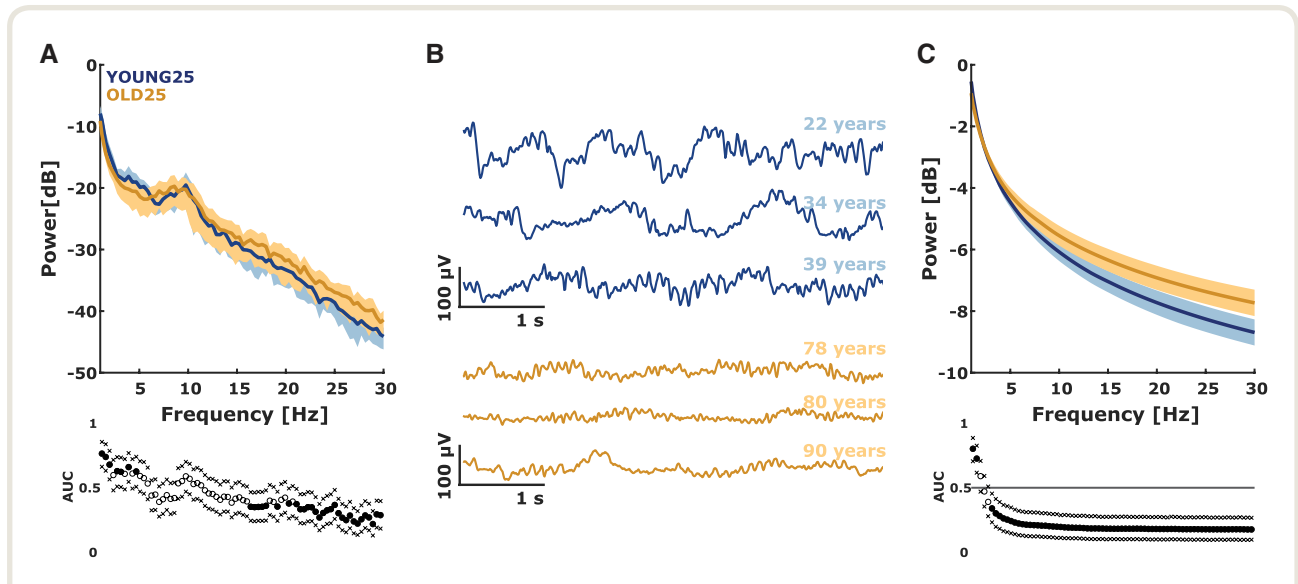 A
B
C
0
-10
-20
-30
-40
-50
Power[dB]
YOUNG25
OLD25
5
10
15
20
25
30
Frequency [Hz]
1
0.5
0
AUC
22 years
34 years
39 years
100 µV
1 s
78 years
80 years
90 years
100 µV
1 s
0
-2
-4
-6
-8
-10
Power [dB]
5
10
15
20
25
30
Frequency [Hz]
1
0.5
0
AUC